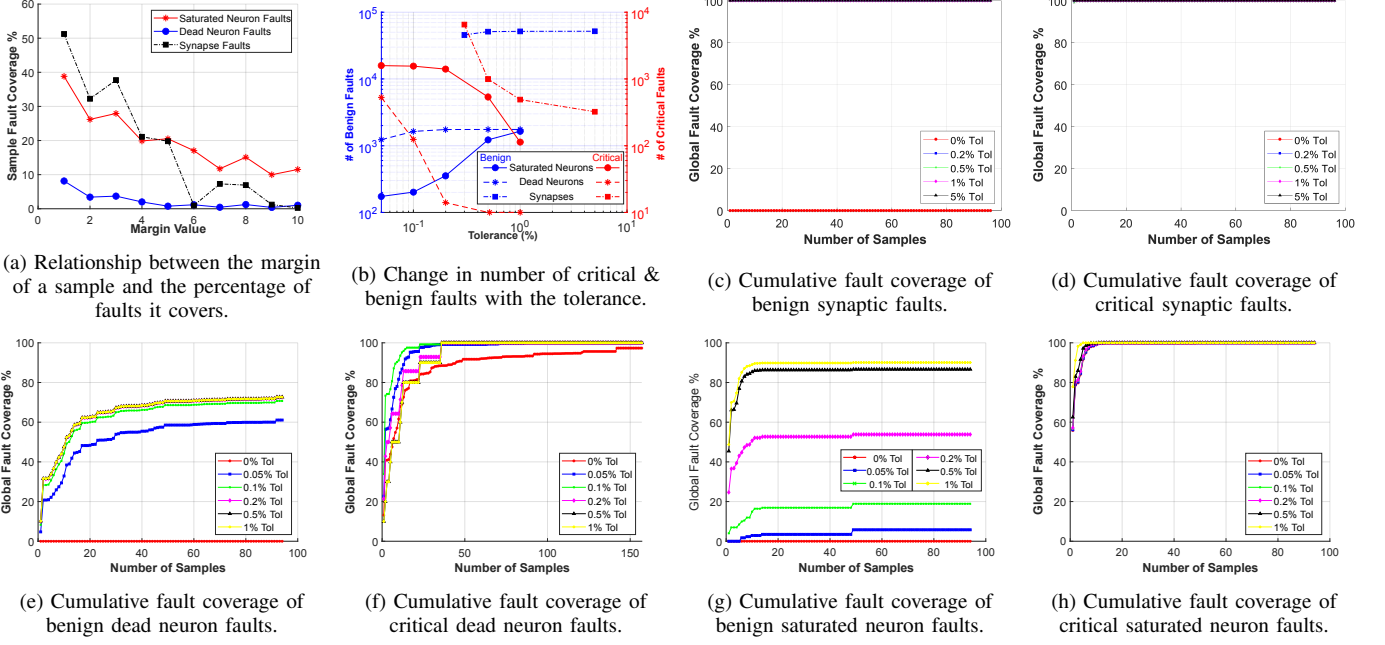 60
50
40
30
20
10
0
Sample Fault Coverage %
Saturated Neuron Faults
Dead Neuron Faults
Synapse Faults
0 2 4 6 8 10
Margin Value
(a) Relationship between the margin
of a sample and the percentage of
faults it covers.
10^5
10^4
10^3
10^2
# of Benign Faults
10^4
10^3
10^2
10^1
# of Critical Faults
Benign Critical
Saturated Neurons
Dead Neurons
Synapses
10^-1 10^0 10^1
Tolerance (%)
(b) Change in number of critical &
benign faults with the tolerance.
100
80
60
40
20
0
Global Fault Coverage %
0% Tol
0.2% Tol
0.5% Tol
1% Tol
5% Tol
0 20 40 60 80 100
Number of Samples
(c) Cumulative fault coverage of
benign synaptic faults.
100
80
60
40
20
0
Global Fault Coverage %
0% Tol
0.2% Tol
0.5% Tol
1% Tol
5% Tol
0 20 40 60 80 100
Number of Samples
(d) Cumulative fault coverage of
critical synaptic faults.
100
80
60
40
20
0
Global Fault Coverage %
0% Tol
0.05% Tol
0.1% Tol
0.2% Tol
0.5% Tol
1% Tol
0 20 40 60 80 100
Number of Samples
(e) Cumulative fault coverage of
benign dead neuron faults.
100
80
60
40
20
0
Global Fault Coverage %
0% Tol
0.05% Tol
0.1% Tol
0.2% Tol
0.5% Tol
1% Tol
0 50 100 150
Number of Samples
(f) Cumulative fault coverage of
critical dead neuron faults.
100
80
60
40
20
0
Global Fault Coverage %
0% Tol 0.2% Tol
0.05% Tol 0.5% Tol
0.1% Tol 1% Tol
0 20 40 60 80 100
Number of Samples
(g) Cumulative fault coverage of
benign saturated neuron faults.
100
80
60
40
20
0
Global Fault Coverage %
0% Tol
0.05% Tol
0.1% Tol
0.2% Tol
0.5% Tol
1% Tol
0 20 40 60 80 100
Number of Samples
(h) Cumulative fault coverage of
critical saturated neuron faults.